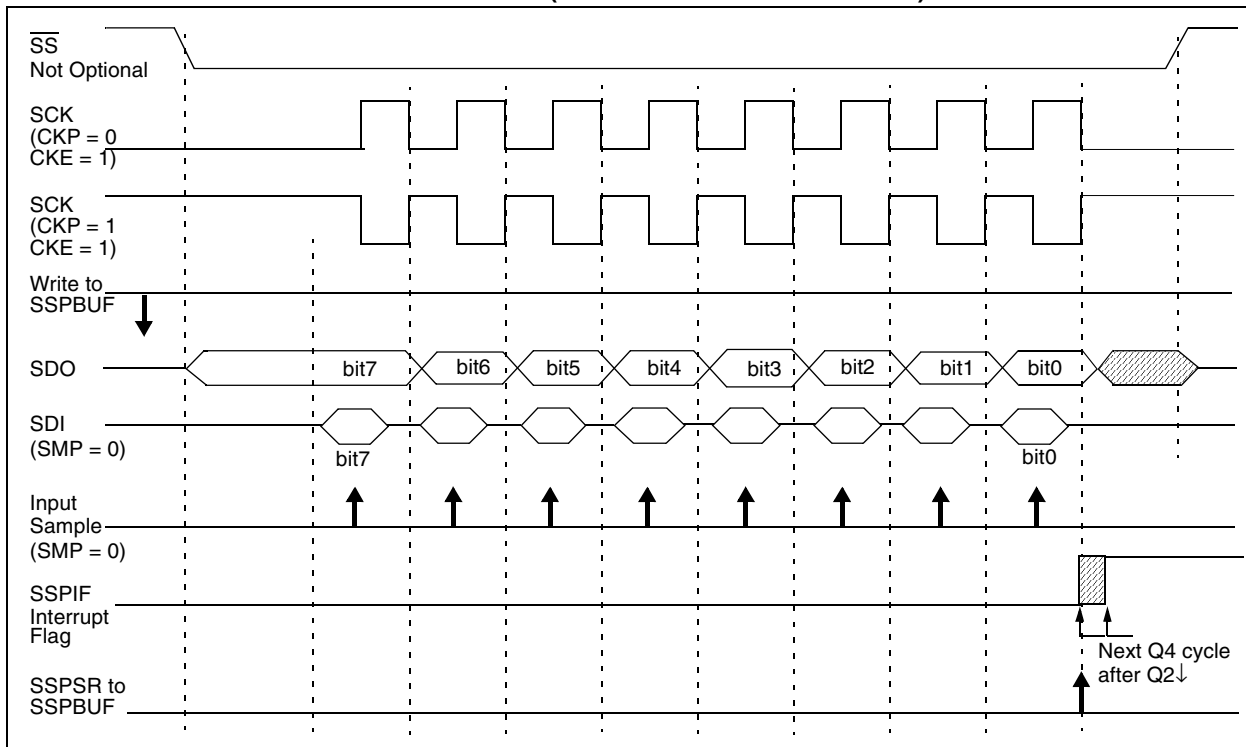 SS
Not Optional
SCK
(CKP = 0
CKE = 1)
SCK
(CKP = 1
CKE = 1)
Write to
SSPBUF
SDO
bit7 bit6 bit5 bit4 bit3 bit2 bit1 bit0
SDI
(SMP = 0)
bit7 bit0
Input
Sample
(SMP = 0)
SSPIF
Interrupt
Flag
Next Q4 cycle
after Q2↓
SSPSR to
SSPBUF